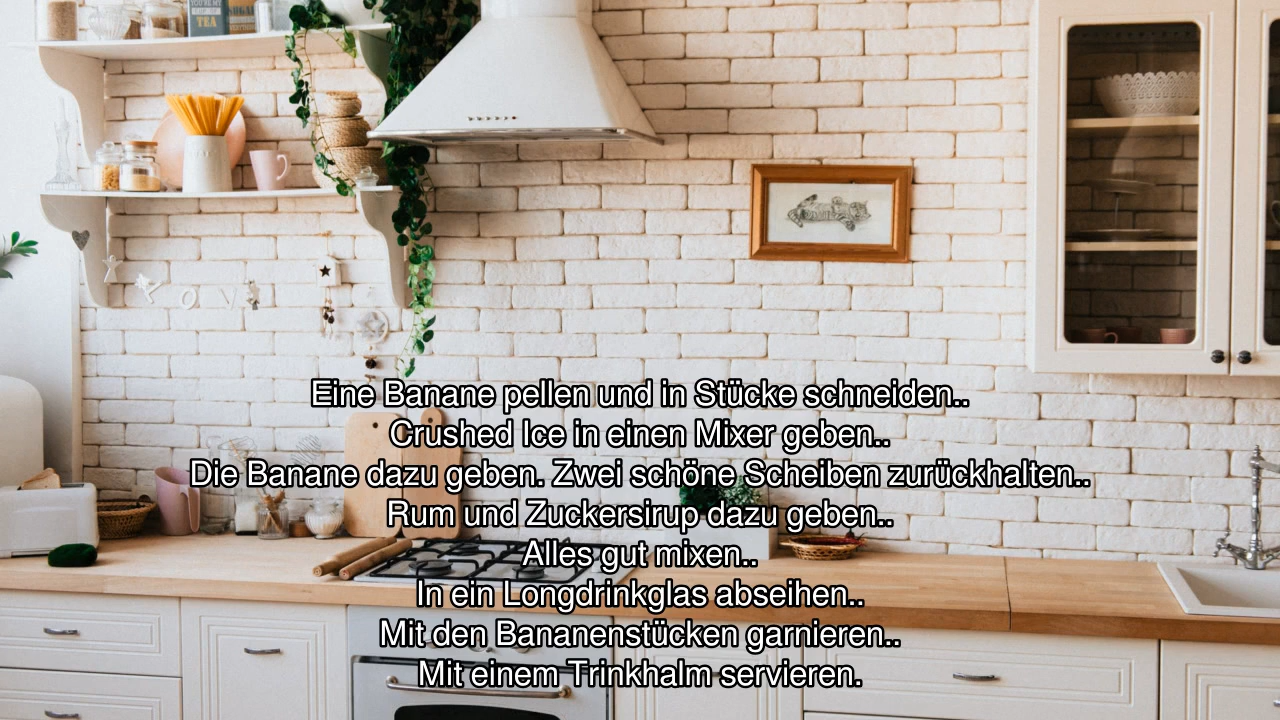 TEA
Eine Banane pellen und in Stücke schneiden..
Crushed Ice in einen Mixer geben..
Die Banane dazu geben. Zwei schöne Scheiben zurückhalten..
Rum und Zuckersirup dazu geben..
Alles gut mixen..
In ein Longdrinkglas abseihen..
Mit den Bananenstücken garnieren..
Mit einem Trinkhalm servieren.